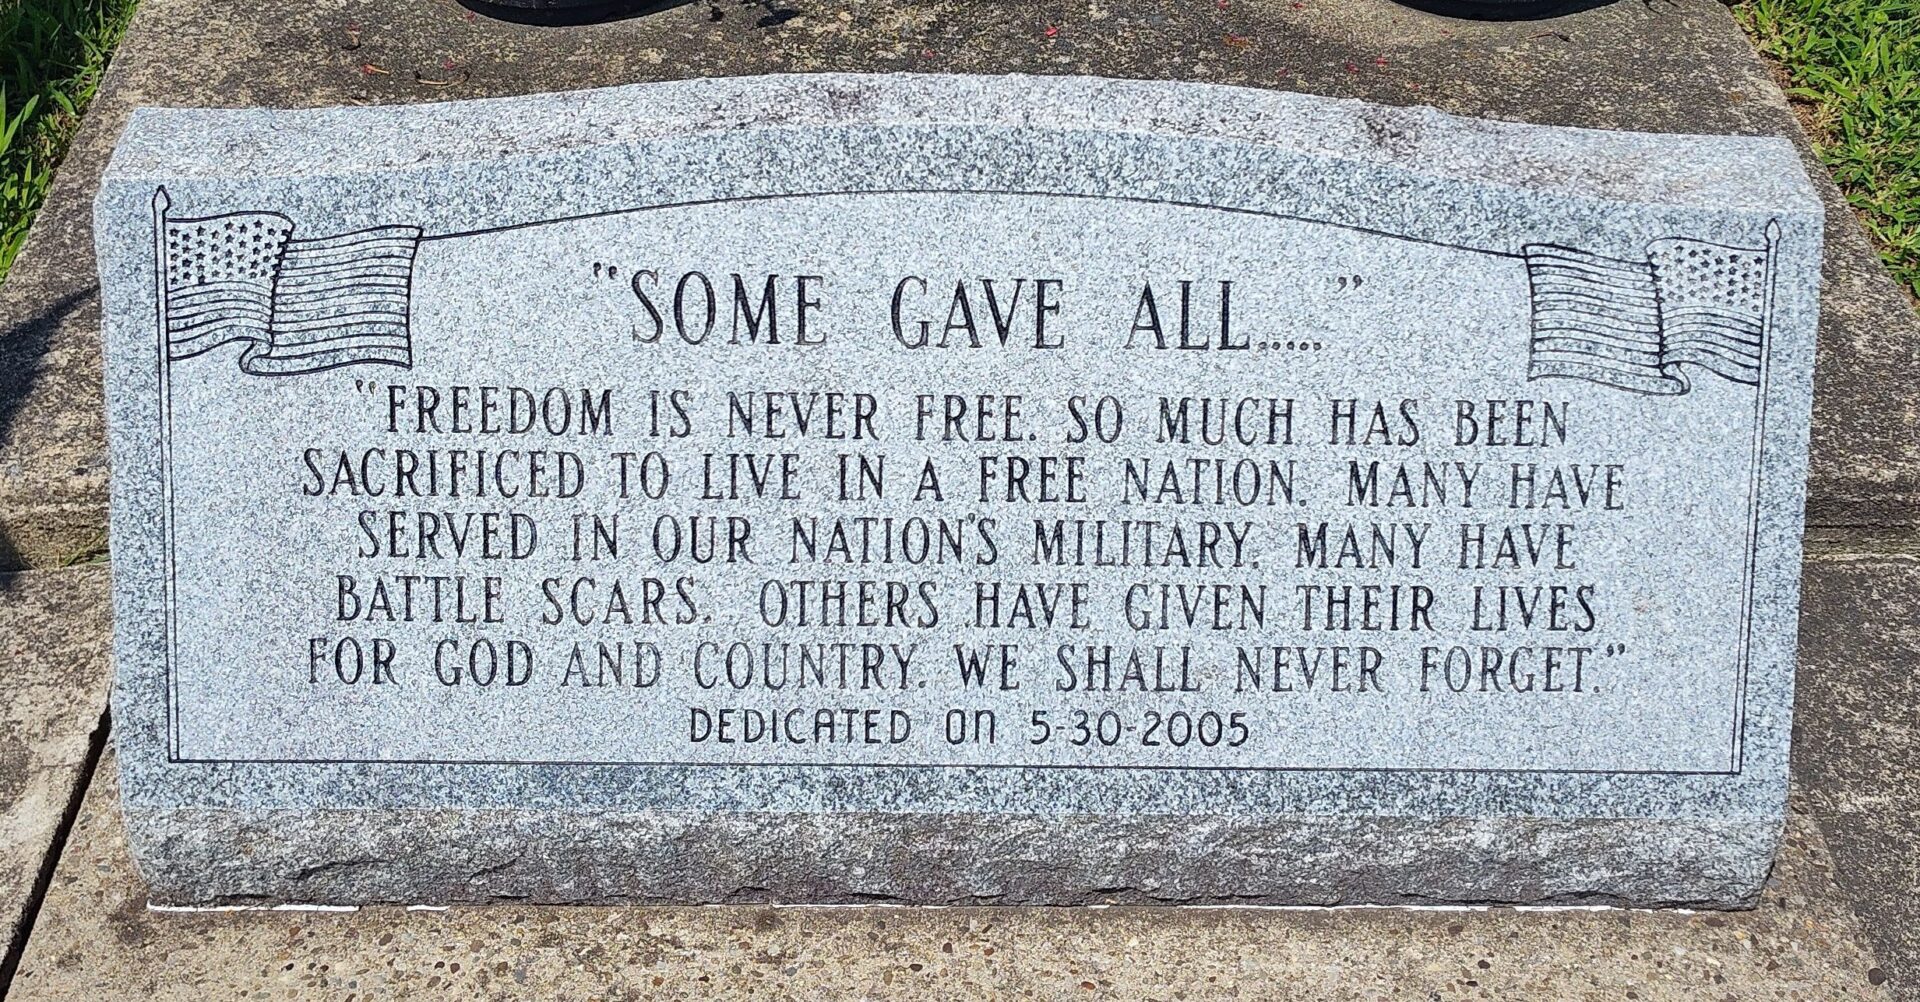 "SOME GAVE ALL....."
"FREEDOM IS NEVER FREE. SO MUCH HAS BEEN
SACRIFICED TO LIVE IN A FREE NATION. MANY HAVE
SERVED IN OUR NATION'S MILITARY. MANY HAVE
BATTLE SCARS. OTHERS HAVE GIVEN THEIR LIVES
FOR GOD AND COUNTRY. WE SHALL NEVER FORGET."
DEDICATED ON 5-30-2005